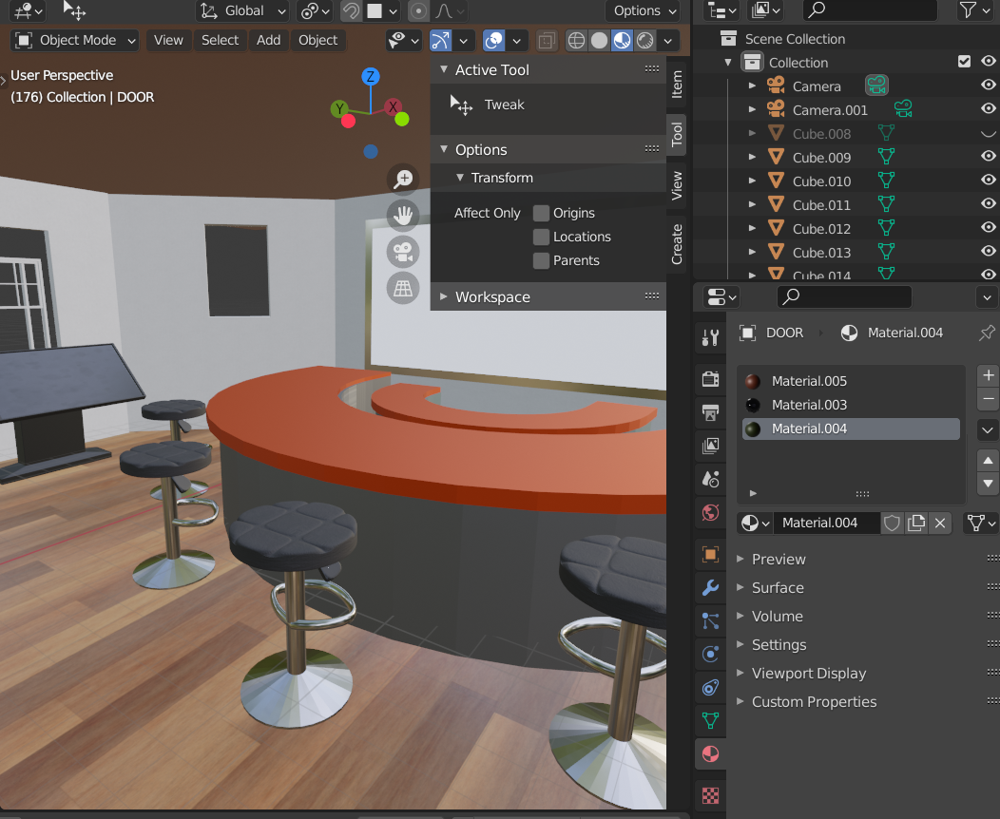 Global
Options
Object Mode
View
Select
Add
Object
User Perspective
(176) Collection | DOOR
Z
Y
X
Active Tool
Tweak
Options
Transform
Affect Only
Origins
Locations
Parents
Workspace
Item
Tool
View
Create
Scene Collection
Collection
Camera
Camera.001
Cube.008
Cube.009
Cube.010
Cube.011
Cube.012
Cube.013
Cube.014
DOOR
Material.004
Material.005
Material.003
Material.004
Material.004
Preview
Surface
Volume
Settings
Viewport Display
Custom Properties